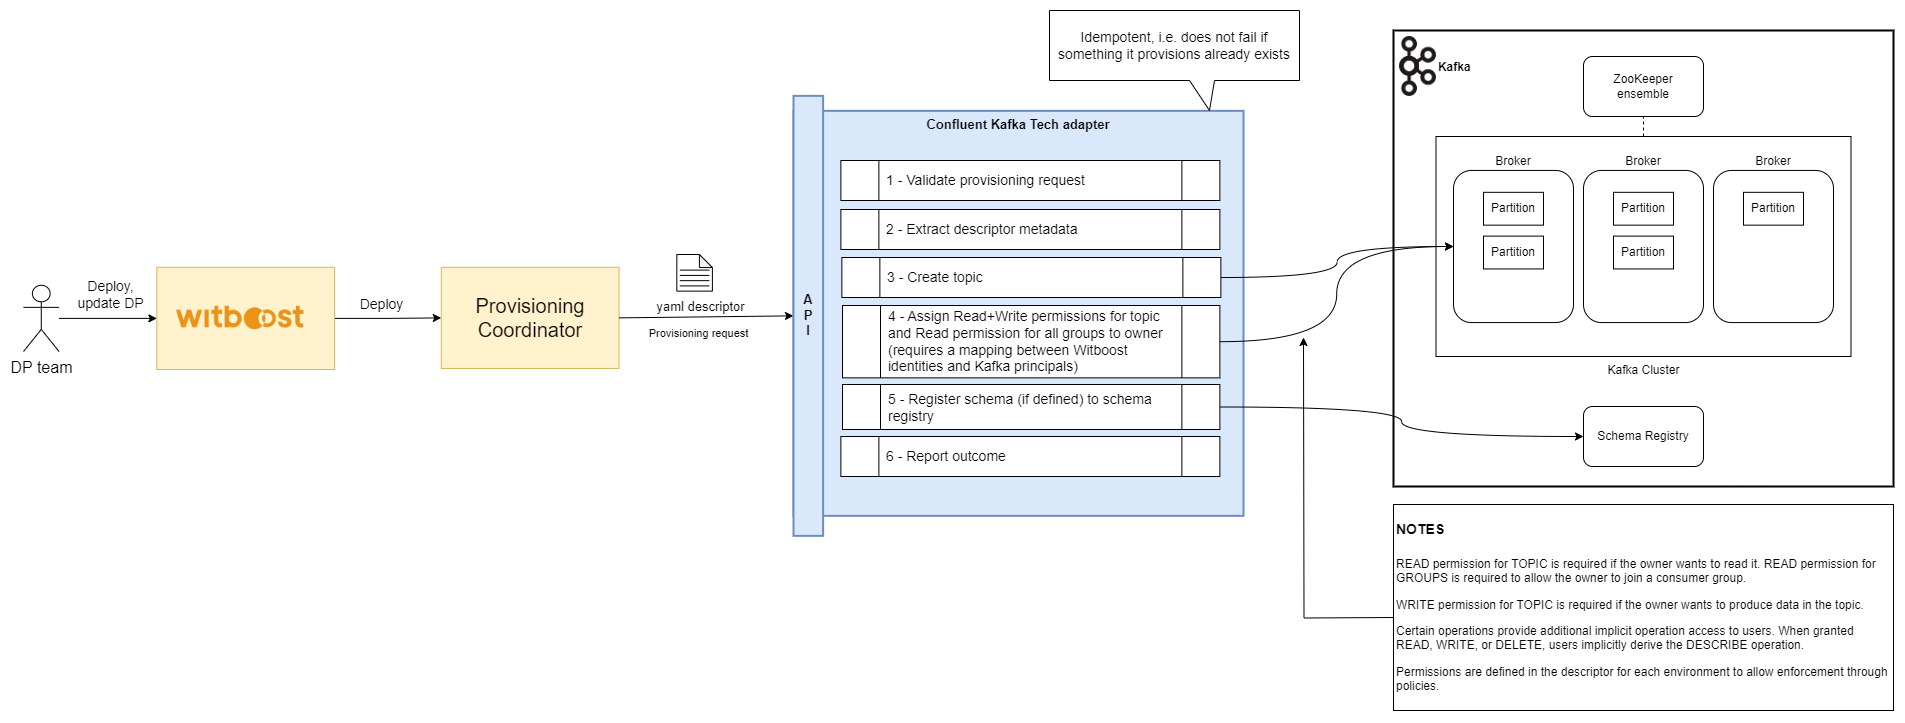 Idempotent, i.e. does not fail if
something it provisions already exists
Kafka
ZooKeeper
ensemble
Confluent Kafka Tech adapter
Broker
Broker
Broker
1 - Validate provisioning request
Partition
Partition
Partition
2 - Extract descriptor metadata
Partition
Partition
3 - Create topic
Deploy,
update DP
DP team
witboost
Deploy
Provisioning
Coordinator
yaml descriptor
Provisioning request
A
P
I
4 - Assign Read+Write permissions for topic
and Read permission for all groups to owner
(requires a mapping between Witboost
identities and Kafka principals)
Kafka Cluster
5 - Register schema (if defined) to schema
registry
Schema Registry
6 - Report outcome
NOTES
READ permission for TOPIC is required if the owner wants to read it. READ permission for
GROUPS is required to allow the owner to join a consumer group.
WRITE permission for TOPIC is required if the owner wants to produce data in the topic.
Certain operations provide additional implicit operation access to users. When granted
READ, WRITE, or DELETE, users implicitly derive the DESCRIBE operation.
Permissions are defined in the descriptor for each environment to allow enforcement through
policies.